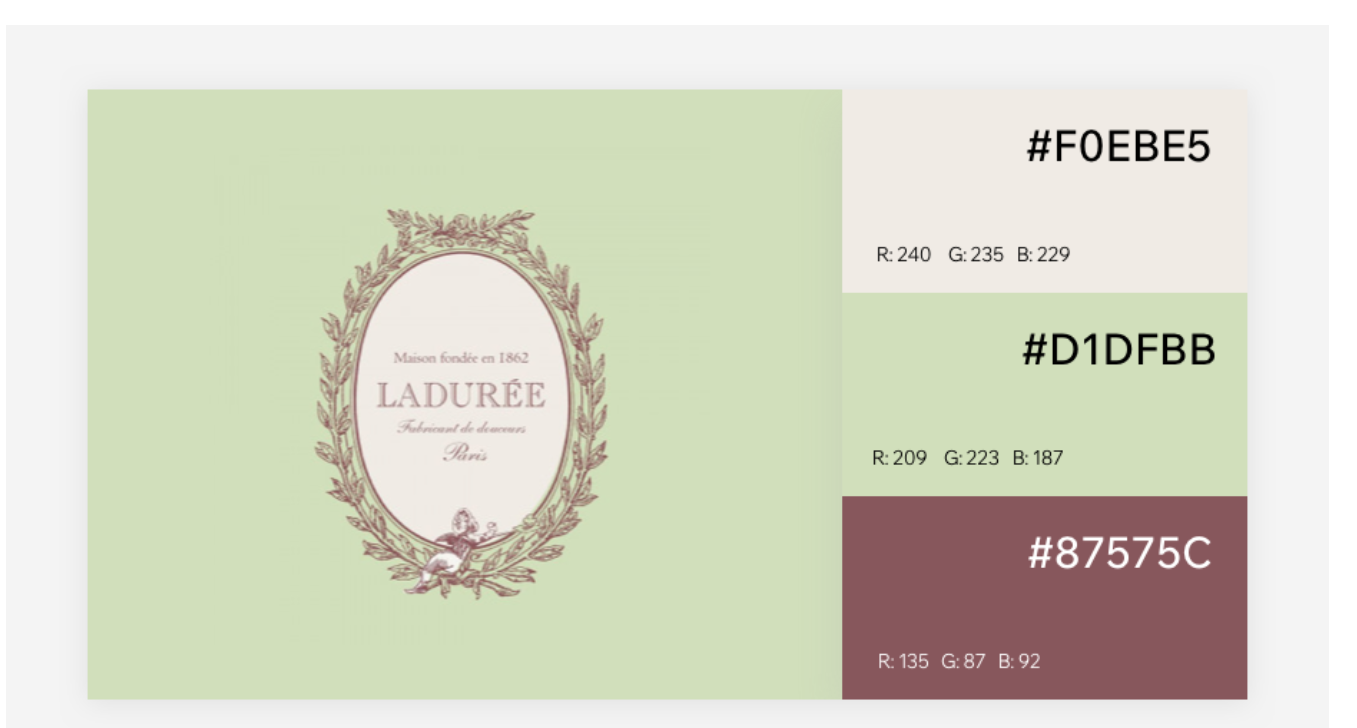 Maison fondée en 1862
LADURÉE
Fabricant de douceurs
Paris
#F0EBE5
R: 240 G: 235 B: 229
#D1DFBB
R: 209 G: 223 B: 187
#87575C
R: 135 G: 87 B: 92